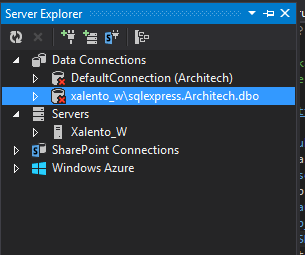 Server Explorer
Data Connections
DefaultConnection (Architech)
xalento_w\sqlexpress.Architech.dbo
Servers
Xalento_W
SharePoint Connections
Windows Azure